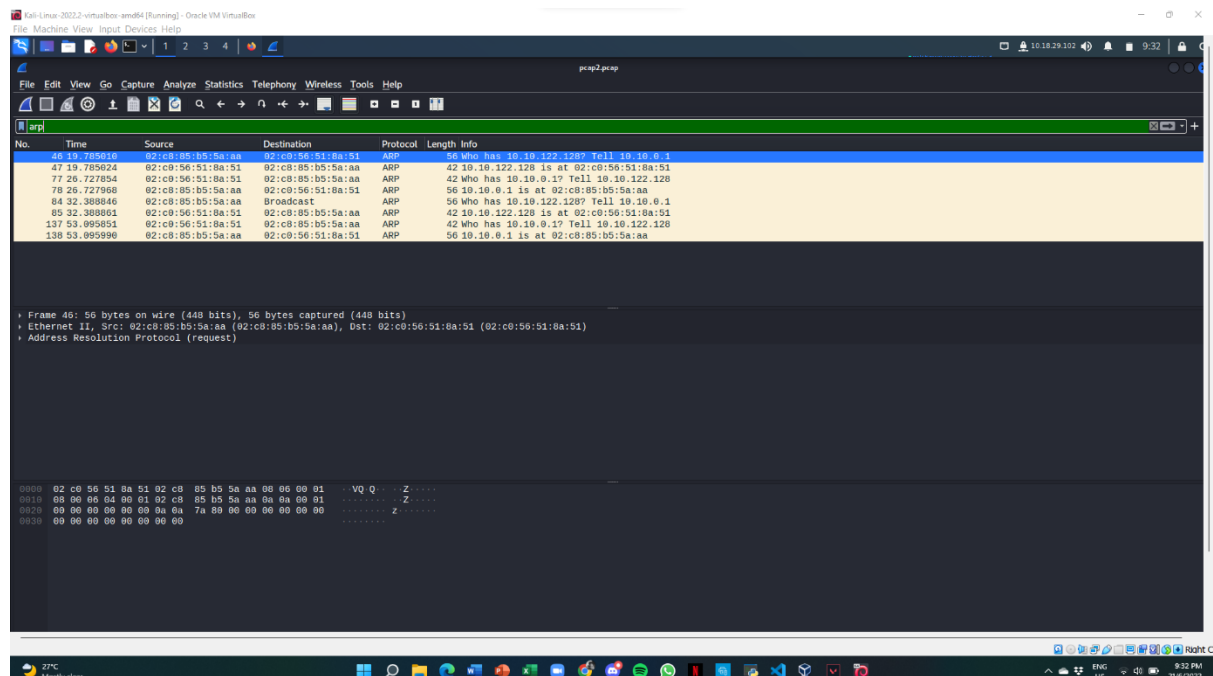 Kali-Linux-2022.2-virtualbox-amd64 [Running] - Oracle VM VirtualBox
File Machine View Input Devices Help
1 2 3 4 10.18.29.102 9:32
pcap2.pcap
File Edit View Go Capture Analyze Statistics Telephony Wireless Tools Help
arp
No. Time Source Destination Protocol Length Info
46 19.785010 02:c8:85:b5:5a:aa 02:c0:56:51:8a:51 ARP 56 Who has 10.10.122.128? Tell 10.10.0.1
47 19.785024 02:c0:56:51:8a:51 02:c8:85:b5:5a:aa ARP 42 10.10.122.128 is at 02:c0:56:51:8a:51
77 26.727854 02:c0:56:51:8a:51 02:c8:85:b5:5a:aa ARP 42 Who has 10.10.0.1? Tell 10.10.122.128
78 26.727968 02:c8:85:b5:5a:aa 02:c0:56:51:8a:51 ARP 56 10.10.0.1 is at 02:c8:85:b5:5a:aa
84 32.388846 02:c8:85:b5:5a:aa Broadcast ARP 56 Who has 10.10.122.128? Tell 10.10.0.1
85 32.388861 02:c0:56:51:8a:51 02:c8:85:b5:5a:aa ARP 42 10.10.122.128 is at 02:c0:56:51:8a:51
137 53.095851 02:c0:56:51:8a:51 02:c8:85:b5:5a:aa ARP 42 Who has 10.10.0.1? Tell 10.10.122.128
138 53.095990 02:c8:85:b5:5a:aa 02:c0:56:51:8a:51 ARP 56 10.10.0.1 is at 02:c8:85:b5:5a:aa
Frame 46: 56 bytes on wire (448 bits), 56 bytes captured (448 bits)
Ethernet II, Src: 02:c8:85:b5:5a:aa (02:c8:85:b5:5a:aa), Dst: 02:c0:56:51:8a:51 (02:c0:56:51:8a:51)
Address Resolution Protocol (request)
0000 02 c0 56 51 8a 51 02 c8 85 b5 5a aa 08 06 00 01 ··VQ·Q·· ··Z·····
0010 08 00 06 04 00 01 02 c8 85 b5 5a aa 0a 0a 00 01 ········ ··Z·····
0020 00 00 00 00 00 00 0a 0a 7a 80 00 00 00 00 00 00 ········ z·······
0030 00 00 00 00 00 00 00 00 ········
Right C
27°C
ENG 9:32 PM